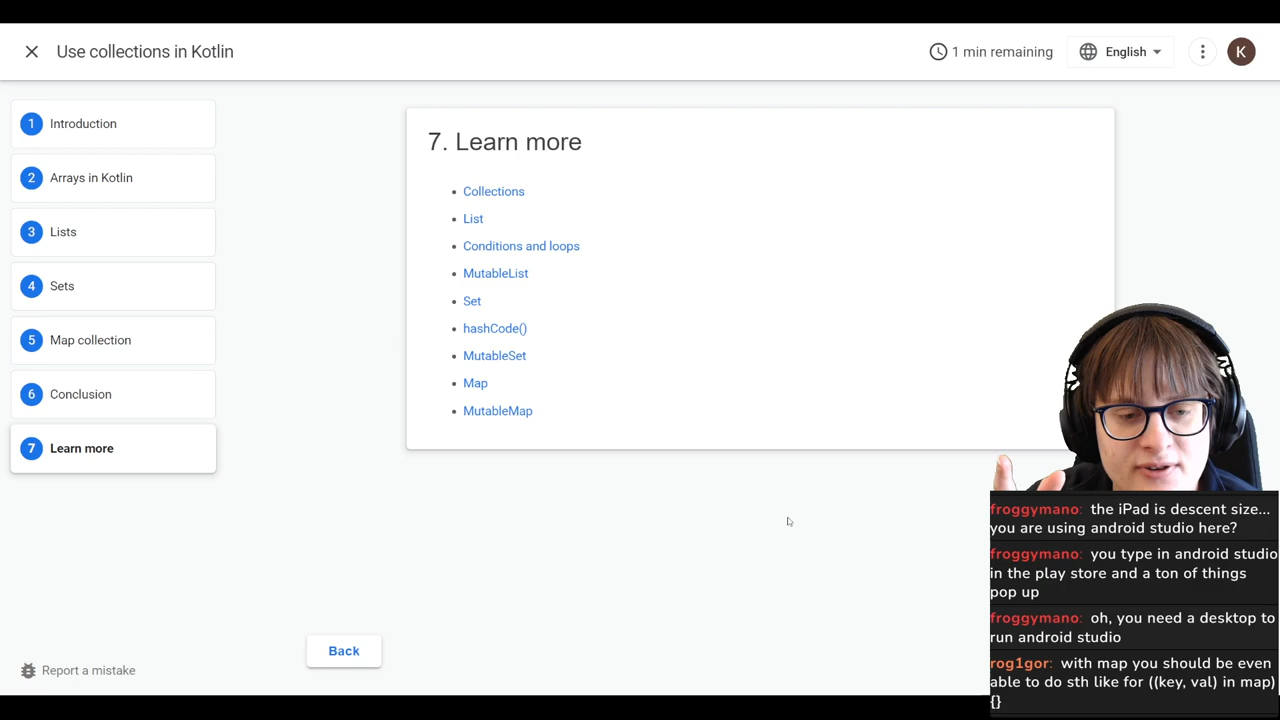 Use collections in Kotlin
1 min remaining
English
K
1 Introduction
2 Arrays in Kotlin
3 Lists
4 Sets
5 Map collection
6 Conclusion
7 Learn more
7. Learn more
• Collections
• List
• Conditions and loops
• MutableList
• Set
• hashCode()
• MutableSet
• Map
• MutableMap
Back
Report a mistake
froggymano: the iPad is descent size...
you are using android studio here?
froggymano: you type in android studio
in the play store and a ton of things
pop up
froggymano: oh, you need a desktop to
run android studio
rog1gor: with map you should be even
able to do sth like for ((key, val) in map)
{}